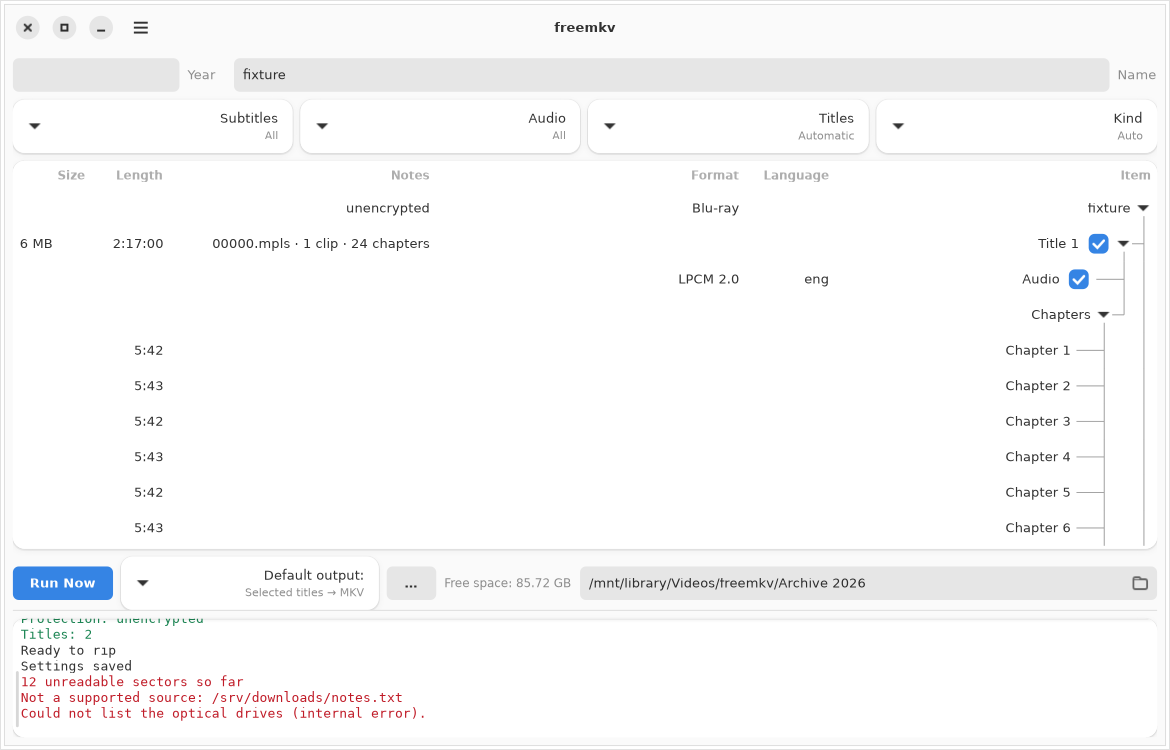 freemkv
Year
fixture
Name
Subtitles
All
Audio
All
Titles
Automatic
Kind
Auto
Size Length Notes Format Language Item
unencrypted Blu-ray fixture
6 MB 2:17:00 00000.mpls · 1 clip · 24 chapters Title 1
LPCM 2.0 eng Audio
Chapters
5:42 Chapter 1
5:43 Chapter 2
5:42 Chapter 3
5:43 Chapter 4
5:42 Chapter 5
5:43 Chapter 6
Run Now
Default output:
Selected titles → MKV
...
Free space: 85.72 GB
/mnt/library/Videos/freemkv/Archive 2026
Protection: unencrypted
Titles: 2
Ready to rip
Settings saved
12 unreadable sectors so far
Not a supported source: /srv/downloads/notes.txt
Could not list the optical drives (internal error).